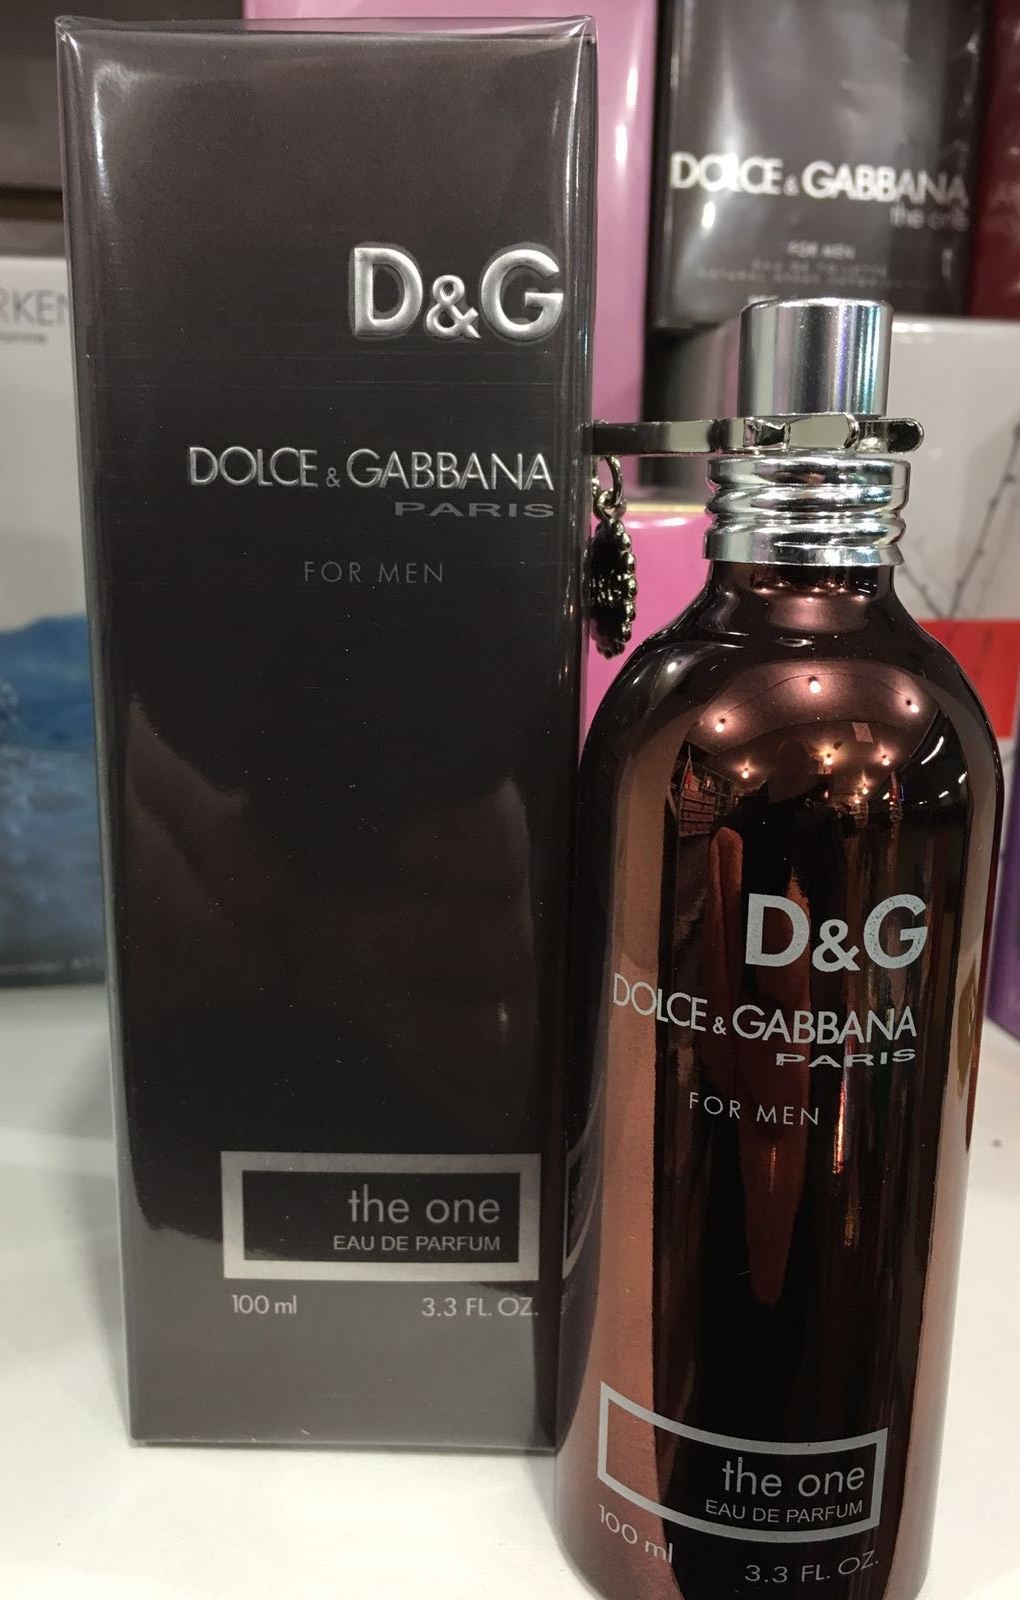 D&G
DOLCE & GABBANA
PARIS
FOR MEN
the one
EAU DE PARFUM
100 ml 3.3 FL. OZ.
DOLCE & GABBANA
the one
FOR MEN
D&G
DOLCE & GABBANA
PARIS
FOR MEN
the one
EAU DE PARFUM
100 ml
3.3 FL. OZ.
RKEN